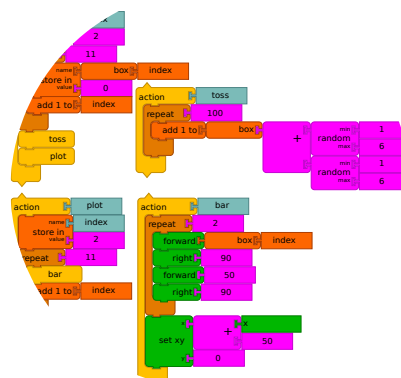 2
11
name box index
store in
value 0
add 1 to index
toss
plot
action toss
repeat 100
add 1 to box + random min 1
max 6
random min 1
max 6
action plot
name index
store in
value 2
repeat 11
bar
add 1 to index
action bar
repeat 2
forward box index
right 90
forward 50
right 90
set xy x + x
50
0